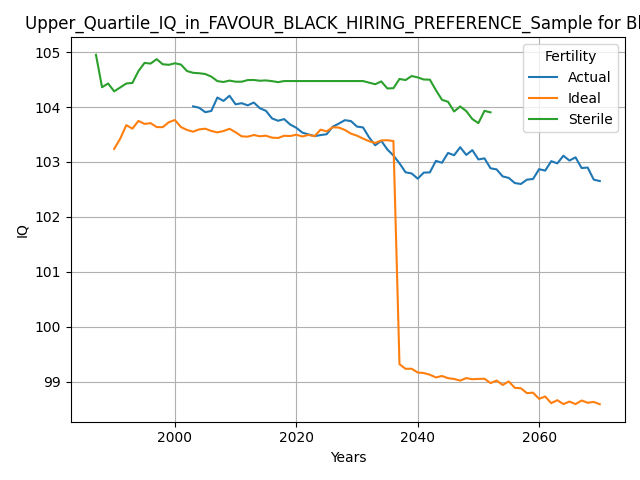 Upper_Quartile_IQ_in_FAVOUR_BLACK_HIRING_PREFERENCE_Sample for Bl
Fertility
Actual
Ideal
Sterile
105
104
103
102
101
100
99
IQ
2000
2020
2040
2060
Years